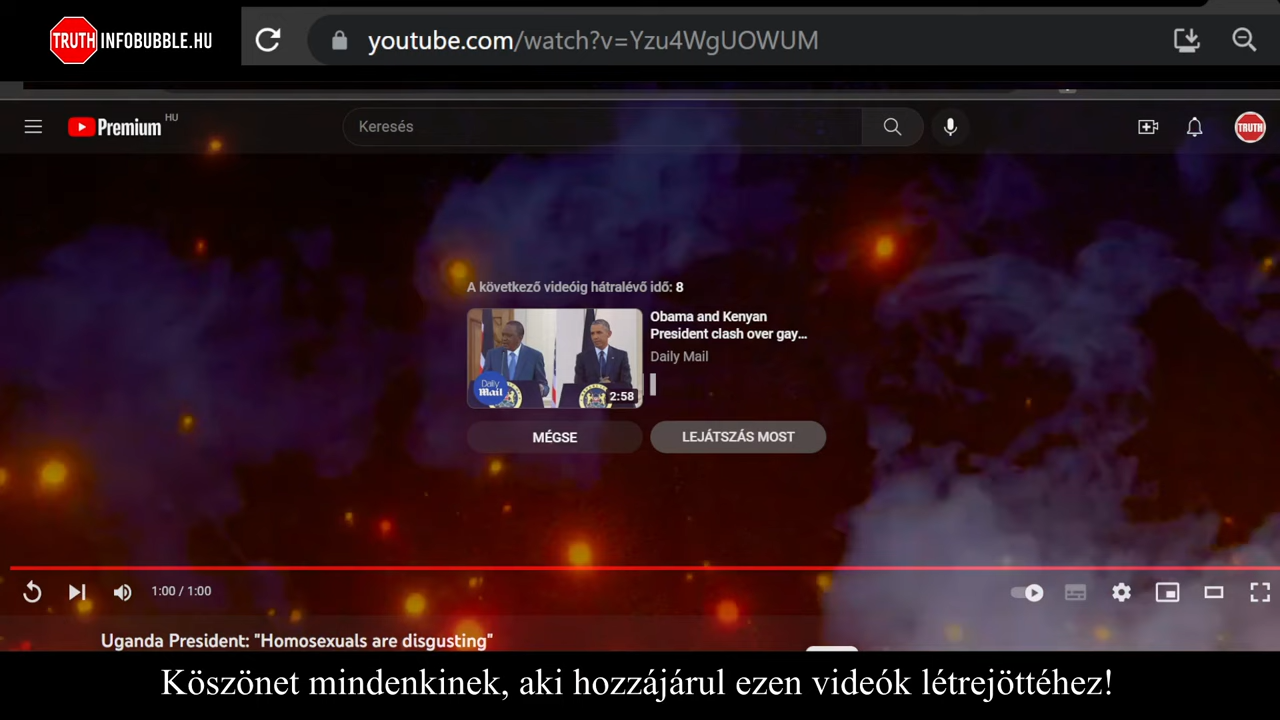 TRUTH INFOBUBBLE.HU
youtube.com/watch?v=Yzu4WgUOWUM
Premium HU
Keresés
TRUTH
A következő videóig hátralévő idő: 8
Obama and Kenyan
President clash over gay...
Daily Mail
Daily
Mail
2:58
MÉGSE
LEJÁTSZÁS MOST
1:00 / 1:00
Uganda President: "Homosexuals are disgusting"
Köszönet mindenkinek, aki hozzájárul ezen videók létrejöttéhez!